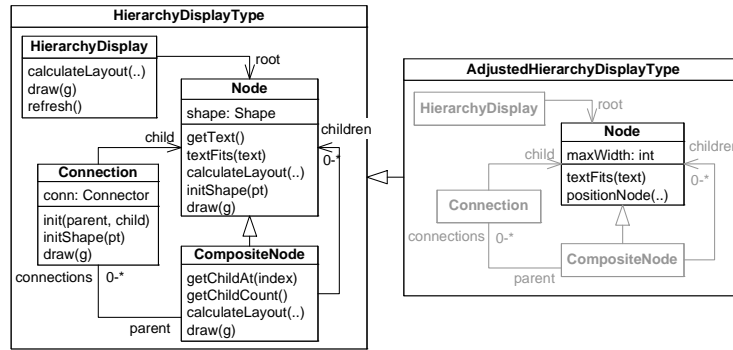 HierarchyDisplayType
HierarchyDisplay
calculateLayout(..)
draw(g)
refresh()
root
Node
shape: Shape
getText()
textFits(text)
calculateLayout(..)
initShape(pt)
draw(g)
children
0-*
child
Connection
conn: Connector
init(parent, child)
initShape(pt)
draw(g)
connections
0-*
parent
CompositeNode
getChildAt(index)
getChildCount()
calculateLayout(..)
draw(g)
AdjustedHierarchyDisplayType
HierarchyDisplay
root
Node
maxWidth: int
textFits(text)
positionNode(..)
children
0-*
child
Connection
connections
0-*
parent
CompositeNode